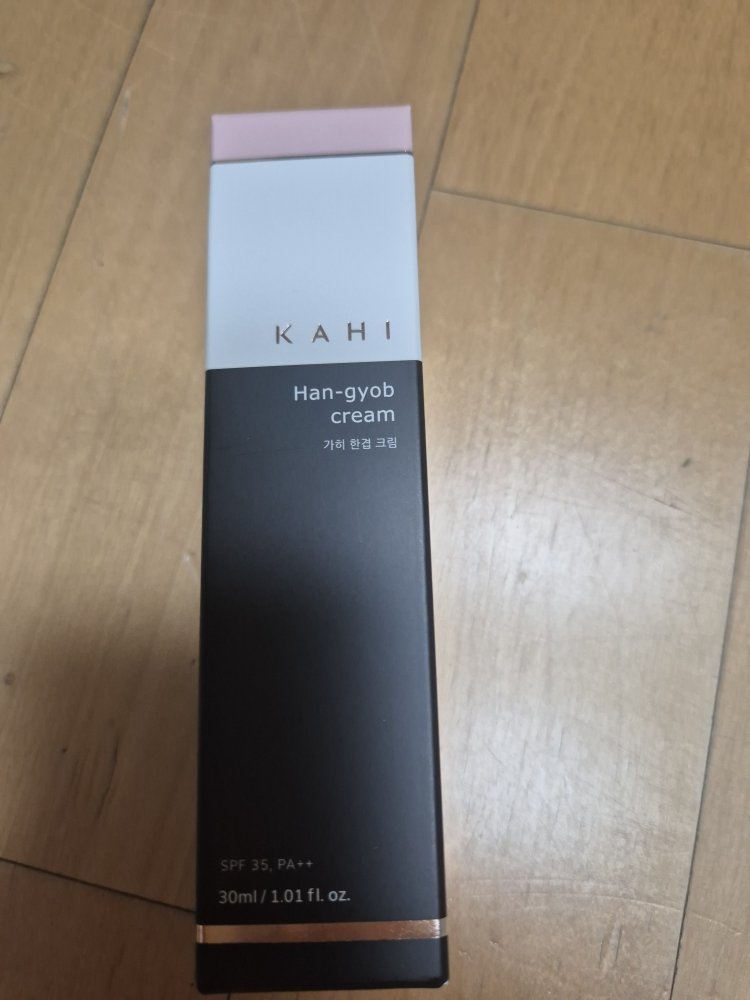 KAHI
Han-gyob
cream
가히 한겹 크림
SPF 35, PA++
30ml / 1.01 fl. oz.